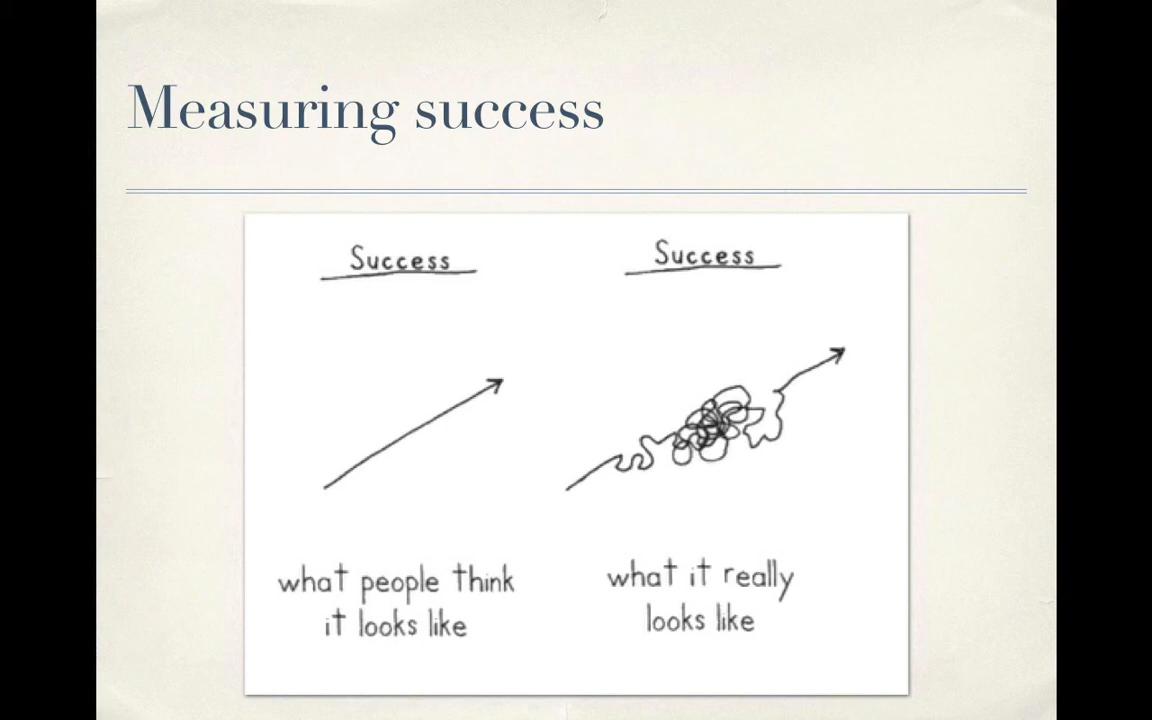 Measuring success
Success
Success
what people think
it looks like
what it really
looks like